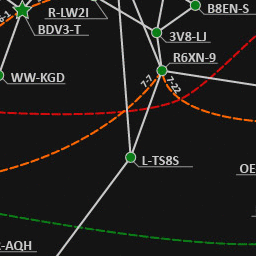 B8EN-S
R-LW2I
BDV3-T
3V8-LJ
R6XN-9
WW-KGD
7-7
7-22
L-TS8S
OE
-AQH